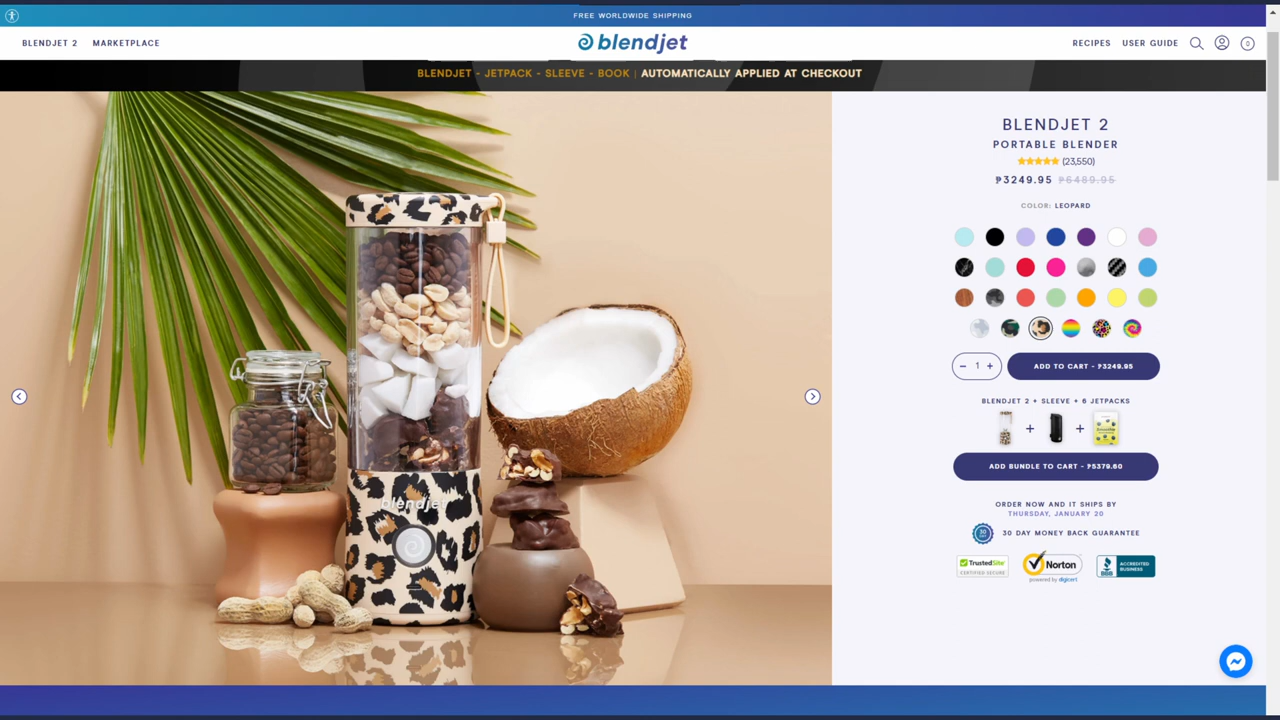 FREE WORLDWIDE SHIPPING
BLENDJET 2 MARKETPLACE
blendjet
RECIPES USER GUIDE 0
BLENDJET - JETPACK - SLEEVE - BOOK | AUTOMATICALLY APPLIED AT CHECKOUT
blendjet
BLENDJET 2
PORTABLE BLENDER
(23,550)
₱3249.95 ₱6489.95
COLOR: LEOPARD
− 1 +
ADD TO CART - ₱3249.95
BLENDJET 2 + SLEEVE + 6 JETPACKS
+ +
ADD BUNDLE TO CART - ₱5379.60
ORDER NOW AND IT SHIPS BY
THURSDAY, JANUARY 20
30 DAY MONEY BACK GUARANTEE
TrustedSite
CERTIFIED SECURE
Norton
powered by digicert
BBB
ACCREDITED
BUSINESS